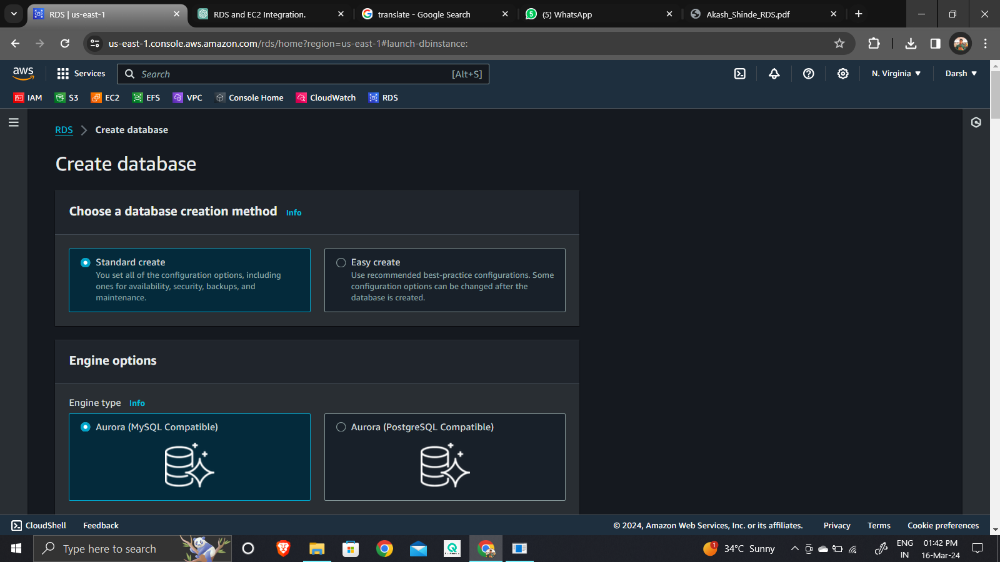 RDS | us-east-1
RDS and EC2 Integration.
translate - Google Search
5
(5) WhatsApp
Akash_Shinde_RDS.pdf
us-east-1.console.aws.amazon.com/rds/home?region=us-east-1#launch-dbinstance:
aws
Services
Search
[Alt+S]
N. Virginia
Darsh
IAM
S3
EC2
EFS
VPC
Console Home
CloudWatch
RDS
RDS
Create database
Create database
Choose a database creation method
Info
Standard create
You set all of the configuration options, including
ones for availability, security, backups, and
maintenance.
Easy create
Use recommended best-practice configurations. Some
configuration options can be changed after the
database is created.
Engine options
Engine type
Info
Aurora (MySQL Compatible)
Aurora (PostgreSQL Compatible)
CloudShell
Feedback
© 2024, Amazon Web Services, Inc. or its affiliates.
Privacy
Terms
Cookie preferences
Type here to search
1
34°C Sunny
ENG
IN
01:42 PM
16-Mar-24